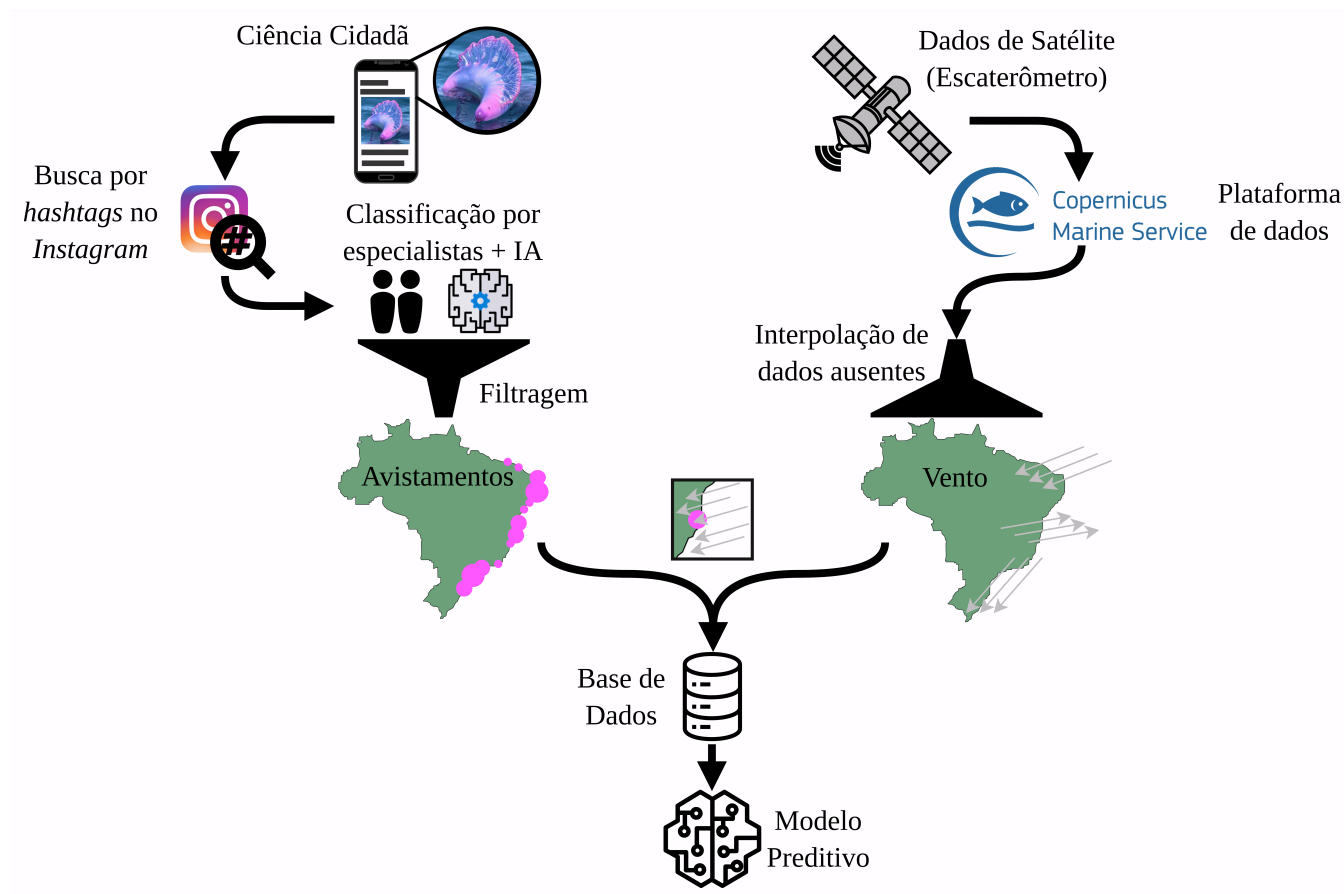 Ciência Cidadã
Busca por
hashtags no
Instagram
#
Classificação por
especialistas + IA
Filtragem
Avistamentos
Dados de Satélite
(Escaterômetro)
Copernicus
Marine Service
Plataforma
de dados
Interpolação de
dados ausentes
Vento
Base de
Dados
Modelo
Preditivo